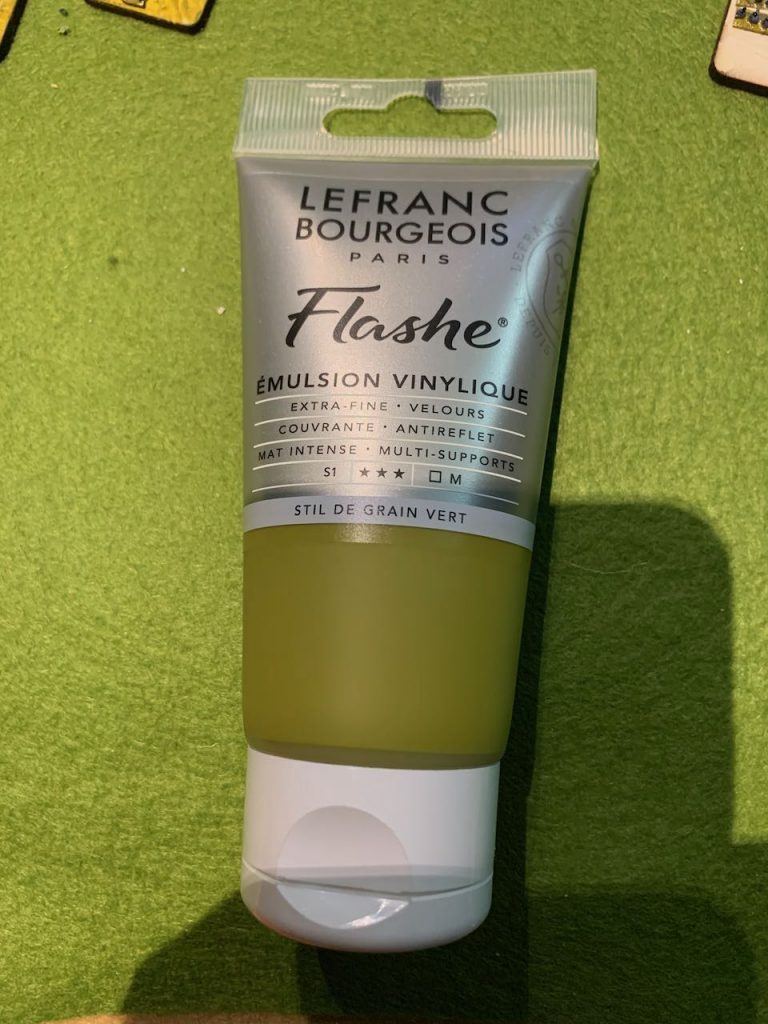 LEFRANC
BOURGEOIS
PARIS
Flashe®
ÉMULSION VINYLIQUE
EXTRA-FINE • VELOURS
COUVRANTE • ANTIREFLET
MAT INTENSE • MULTI-SUPPORTS
S1 ★★★ □ M
STIL DE GRAIN VERT
LEFRANC